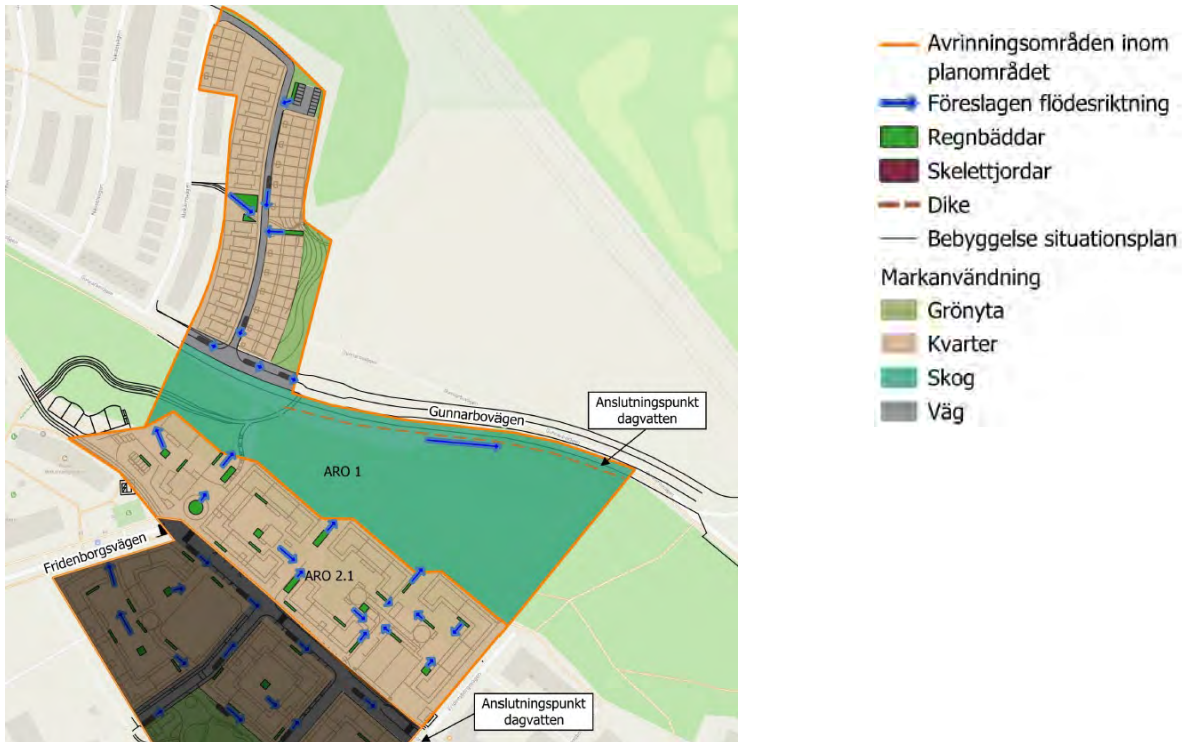 Avrinningsområden inom
planområdet
Föreslagen flödesriktning
Regnbäddar
Skelettjordar
Dike
Bebyggelse situationsplan
Markanvändning
Grönyta
Kvarter
Skog
Väg
Gunnarbovägen
Anslutningspunkt
dagvatten
ARO 1
Fridenborgsvägen
ARO 2.1
Anslutningspunkt
dagvatten